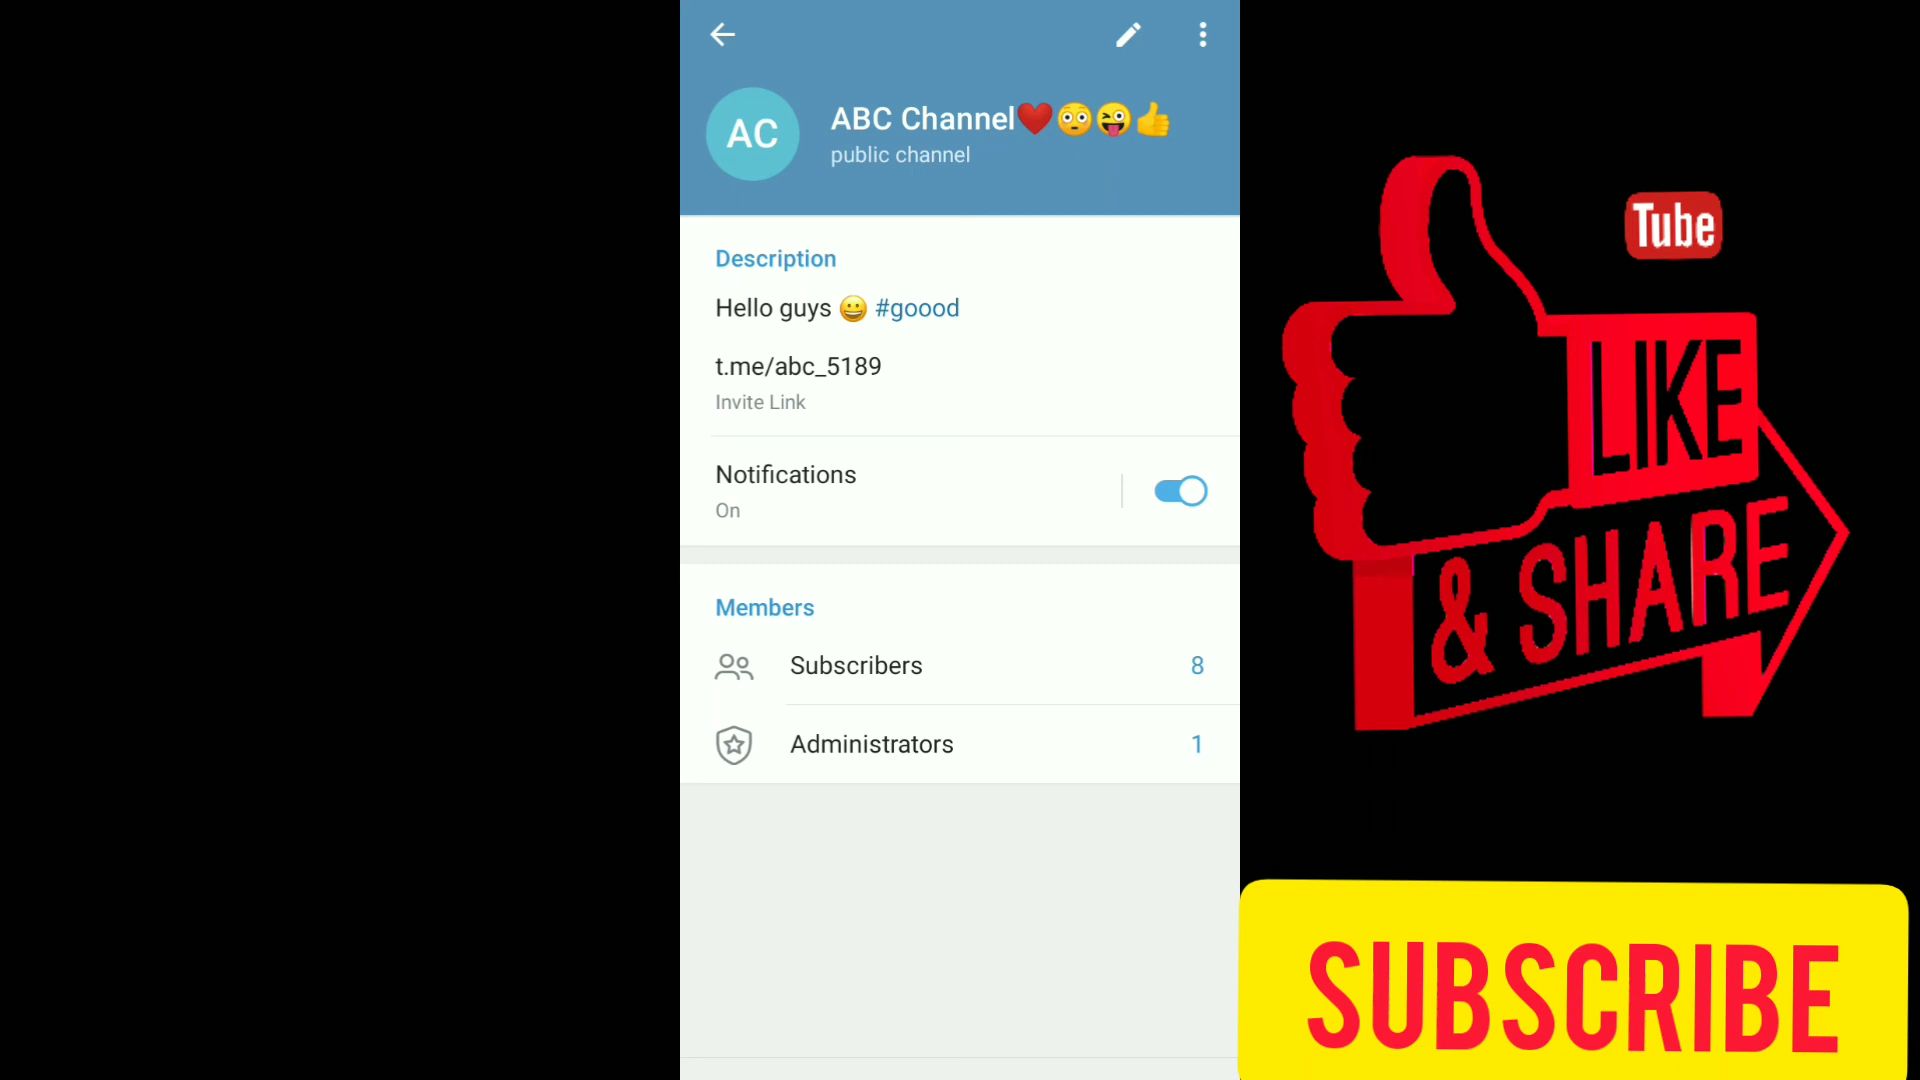 AC
ABC Channel❤️😳😜👍
public channel
Description
Hello guys 😀 #goood
t.me/abc_5189
Invite Link
Notifications
On
Members
Subscribers 8
Administrators 1
Tube
LIKE
& SHARE
SUBSCRIBE